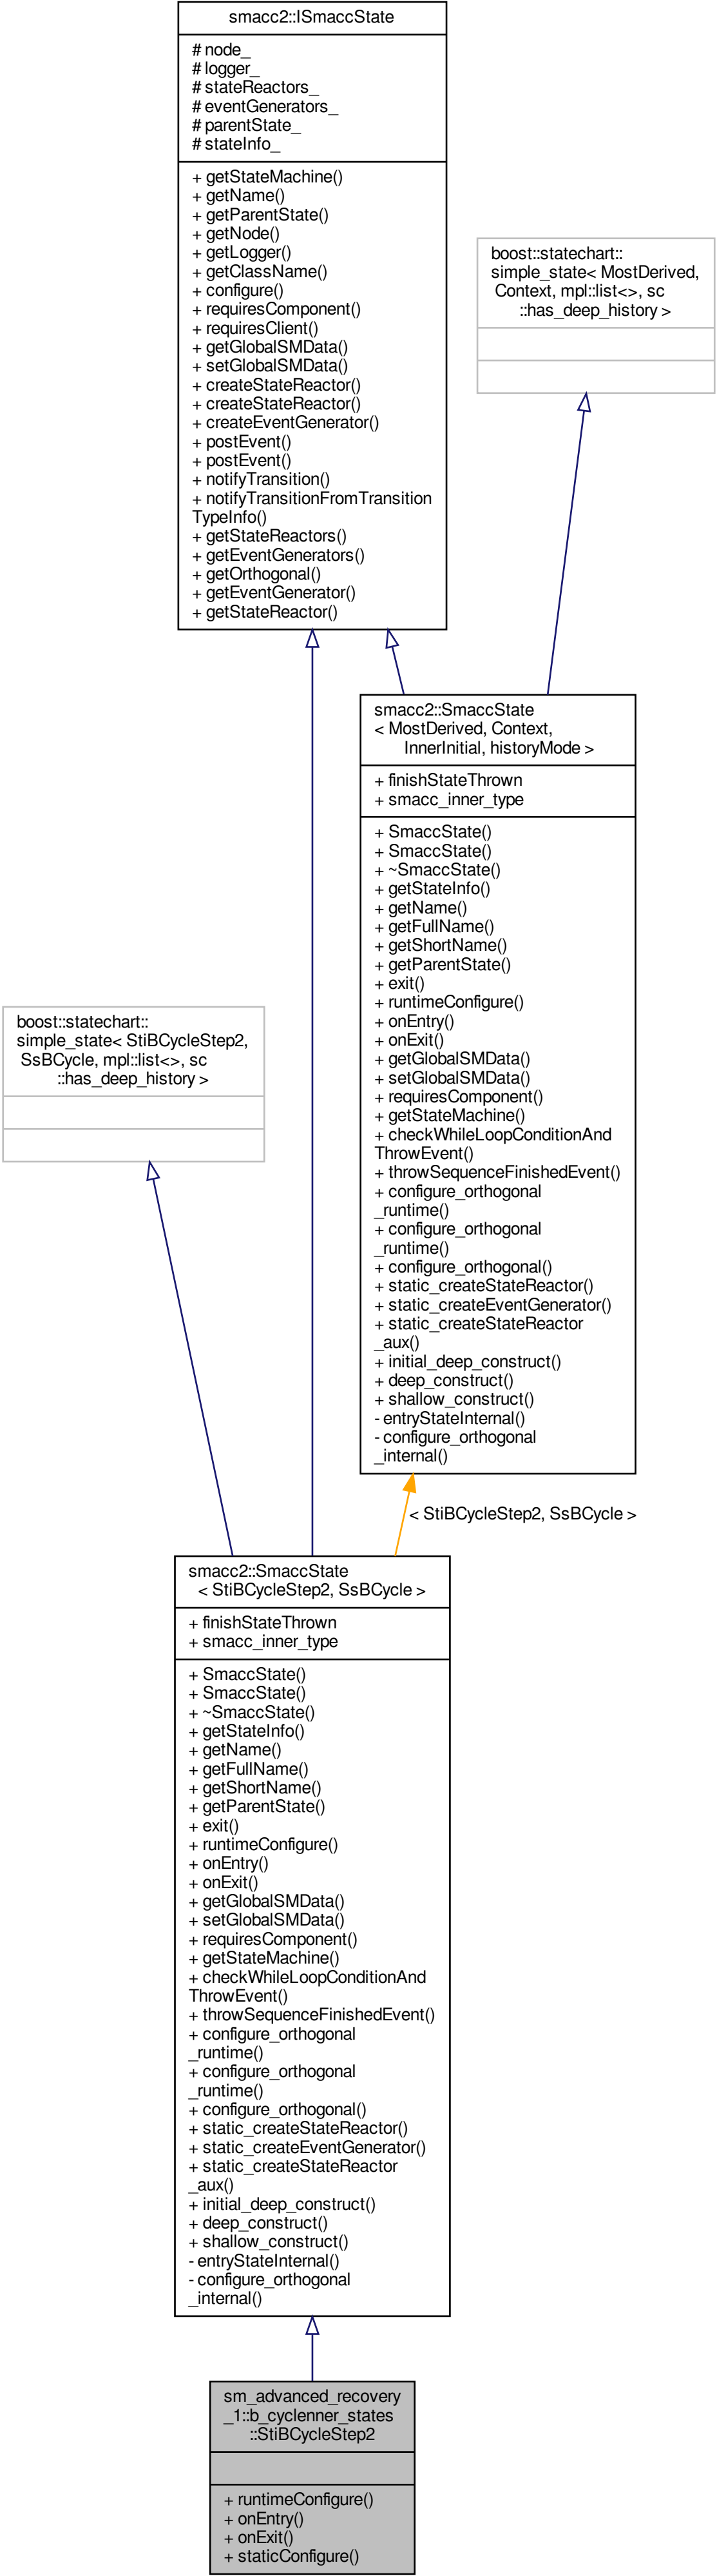 smacc2::ISmaccState
# node_
# logger_
# stateReactors_
# eventGenerators_
# parentState_
# stateInfo_
+ getStateMachine()
+ getName()
+ getParentState()
+ getNode()
+ getLogger()
+ getClassName()
+ configure()
+ requiresComponent()
+ requiresClient()
+ getGlobalSMData()
+ setGlobalSMData()
+ createStateReactor()
+ createStateReactor()
+ createEventGenerator()
+ postEvent()
+ postEvent()
+ notifyTransition()
+ notifyTransitionFromTransition
TypeInfo()
+ getStateReactors()
+ getEventGenerators()
+ getOrthogonal()
+ getEventGenerator()
+ getStateReactor()
boost::statechart::
simple_state< MostDerived,
Context, mpl::list<>, sc
::has_deep_history >
smacc2::SmaccState
< MostDerived, Context,
InnerInitial, historyMode >
+ finishStateThrown
+ smacc_inner_type
+ SmaccState()
+ SmaccState()
+ ~SmaccState()
+ getStateInfo()
+ getName()
+ getFullName()
+ getShortName()
+ getParentState()
+ exit()
+ runtimeConfigure()
+ onEntry()
+ onExit()
+ getGlobalSMData()
+ setGlobalSMData()
+ requiresComponent()
+ getStateMachine()
+ checkWhileLoopConditionAnd
ThrowEvent()
+ throwSequenceFinishedEvent()
+ configure_orthogonal
_runtime()
+ configure_orthogonal
_runtime()
+ configure_orthogonal()
+ static_createStateReactor()
+ static_createEventGenerator()
+ static_createStateReactor
_aux()
+ initial_deep_construct()
+ deep_construct()
+ shallow_construct()
- entryStateInternal()
- configure_orthogonal
_internal()
boost::statechart::
simple_state< StiBCycleStep2,
SsBCycle, mpl::list<>, sc
::has_deep_history >
< StiBCycleStep2, SsBCycle >
smacc2::SmaccState
< StiBCycleStep2, SsBCycle >
+ finishStateThrown
+ smacc_inner_type
+ SmaccState()
+ SmaccState()
+ ~SmaccState()
+ getStateInfo()
+ getName()
+ getFullName()
+ getShortName()
+ getParentState()
+ exit()
+ runtimeConfigure()
+ onEntry()
+ onExit()
+ getGlobalSMData()
+ setGlobalSMData()
+ requiresComponent()
+ getStateMachine()
+ checkWhileLoopConditionAnd
ThrowEvent()
+ throwSequenceFinishedEvent()
+ configure_orthogonal
_runtime()
+ configure_orthogonal
_runtime()
+ configure_orthogonal()
+ static_createStateReactor()
+ static_createEventGenerator()
+ static_createStateReactor
_aux()
+ initial_deep_construct()
+ deep_construct()
+ shallow_construct()
- entryStateInternal()
- configure_orthogonal
_internal()
sm_advanced_recovery
_1::b_cyclenner_states
::StiBCycleStep2
+ runtimeConfigure()
+ onEntry()
+ onExit()
+ staticConfigure()